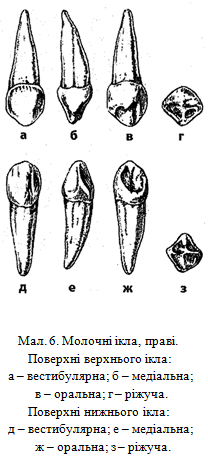 а б в г
д е ж з
Мал. 6. Молочні ікла, праві.
Поверхні верхнього ікла:
а – вестибулярна; б – медіальна;
в – оральна; г – ріжуча.
Поверхні нижнього ікла:
д – вестибулярна; е – медіальна;
ж – оральна; з – ріжуча.